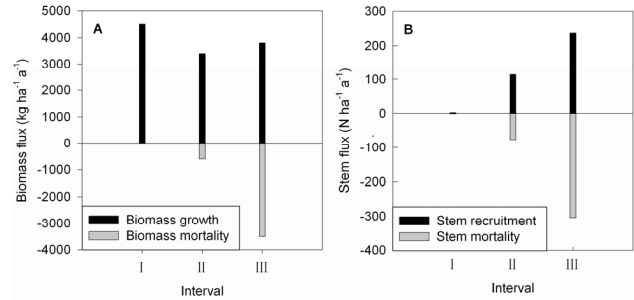 A
5000
4000
3000
2000
1000
0
-1000
-2000
-3000
-4000
Biomass flux (kg ha⁻¹ a⁻¹)
Biomass growth
Biomass mortality
I II III
Interval
B
300
200
100
0
-100
-200
-300
-400
Stem flux (N ha⁻¹ a⁻¹)
Stem recruitment
Stem mortality
I II III
Interval